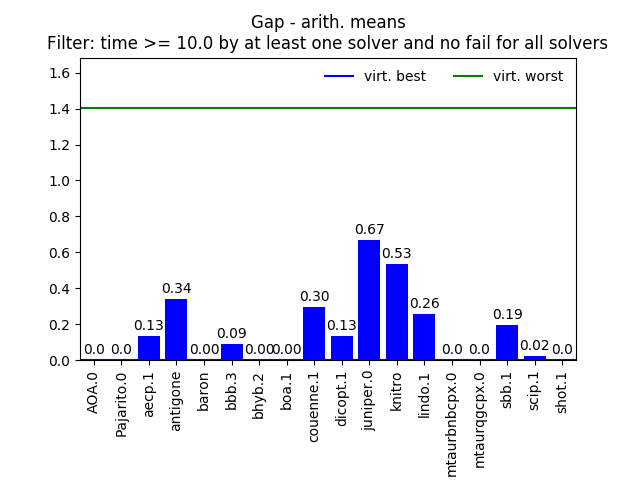 Gap - arith. means
Filter: time >= 10.0 by at least one solver and no fail for all solvers
1.6
1.4
1.2
1.0
0.8
0.6
0.4
0.2
0.0
virt. best
virt. worst
0.0
0.0
0.13
0.34
0.00
0.09
0.00
0.00
0.30
0.13
0.67
0.53
0.26
0.0
0.0
0.19
0.02
0.0
AOA.0
Pajarito.0
aecp.1
antigone
baron
bbb.3
bhyb.2
boa.1
couenne.1
dicopt.1
juniper.0
knitro
lindo.1
mtaurbnbcpx.0
mtaurqgcpx.0
sbb.1
scip.1
shot.1